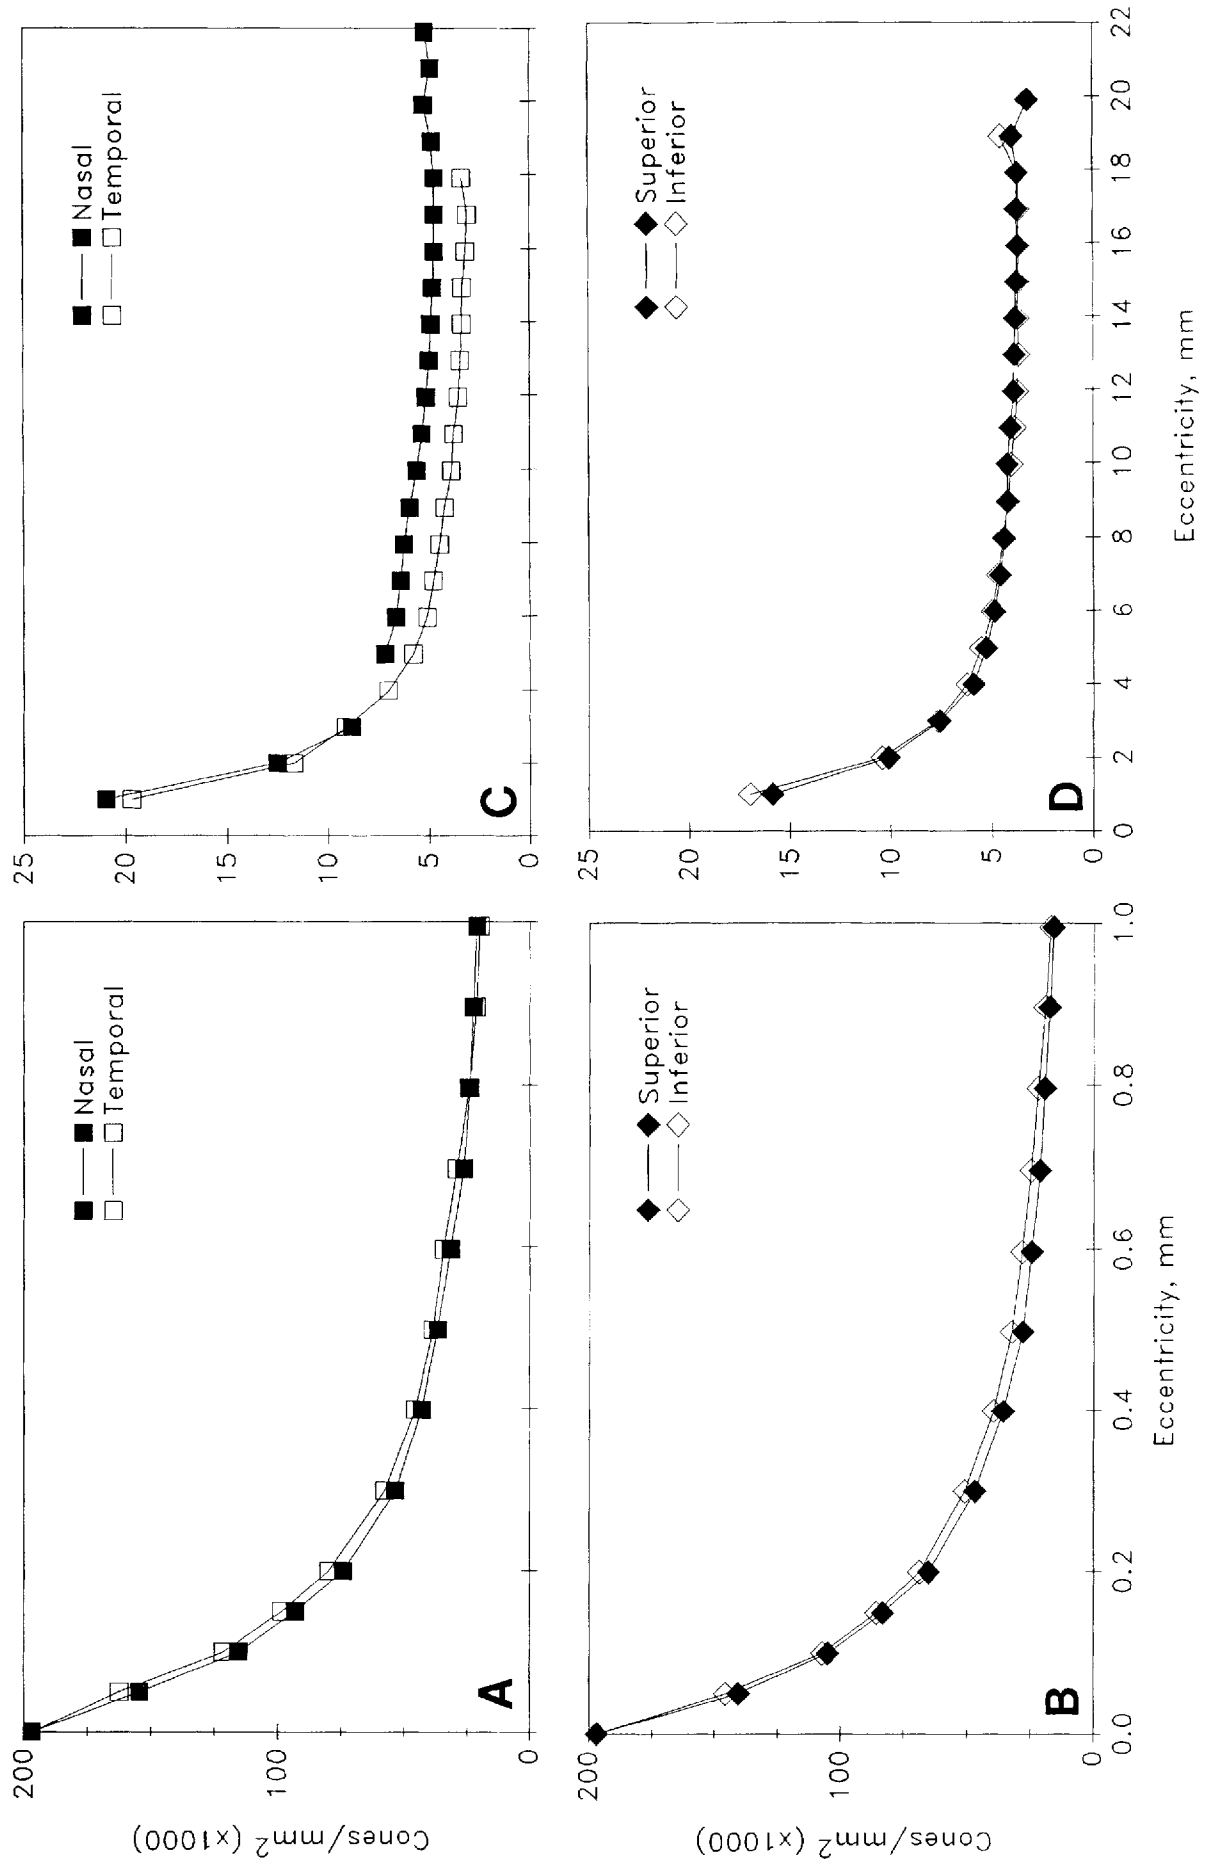 Cones/mm² (x1000)
200
100
0
A
Nasal
Temporal
25
20
15
10
5
0
C
Nasal
Temporal
Cones/mm² (x1000)
200
100
0
B
Superior
Inferior
0.0 0.2 0.4 0.6 0.8 1.0
Eccentricity, mm
25
20
15
10
5
0
D
Superior
Inferior
0 2 4 6 8 10 12 14 16 18 20 22
Eccentricity, mm